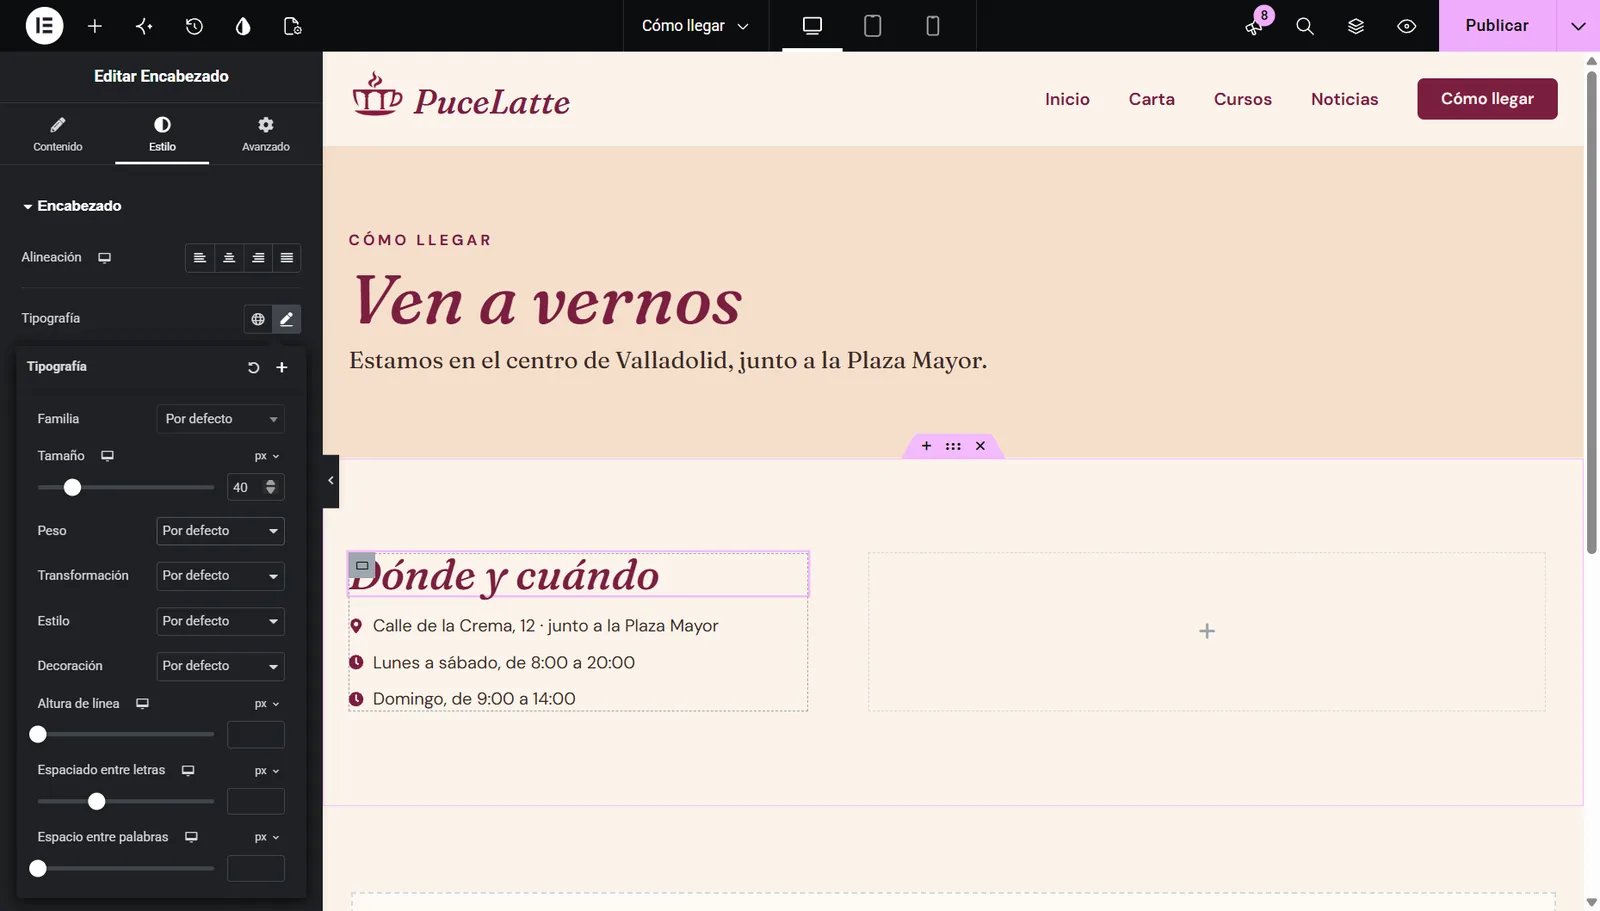 Cómo llegar
8
Publicar
Editar Encabezado
Contenido
Estilo
Avanzado
Encabezado
Alineación
Tipografía
Tipografía
Familia
Por defecto
Tamaño
px
40
Peso
Por defecto
Transformación
Por defecto
Estilo
Por defecto
Decoración
Por defecto
Altura de línea
px
Espaciado entre letras
px
Espacio entre palabras
px
PuceLatte
Inicio
Carta
Cursos
Noticias
Cómo llegar
CÓMO LLEGAR
Ven a vernos
Estamos en el centro de Valladolid, junto a la Plaza Mayor.
Dónde y cuándo
Calle de la Crema, 12 · junto a la Plaza Mayor
Lunes a sábado, de 8:00 a 20:00
Domingo, de 9:00 a 14:00